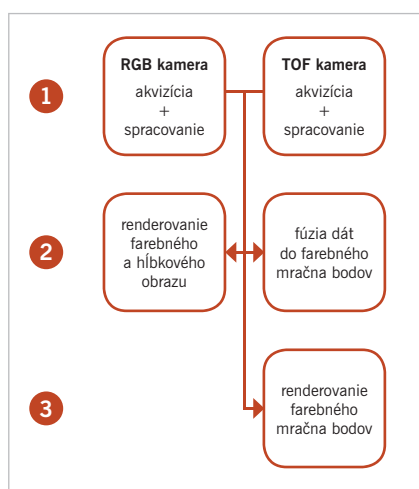 1
RGB kamera
akvizícia
+
spracovanie
TOF kamera
akvizícia
+
spracovanie
2
renderovanie
farebného
a hĺbkového
obrazu
fúzia dát
do farebného
mračna bodov
3
renderovanie
farebného
mračna bodov